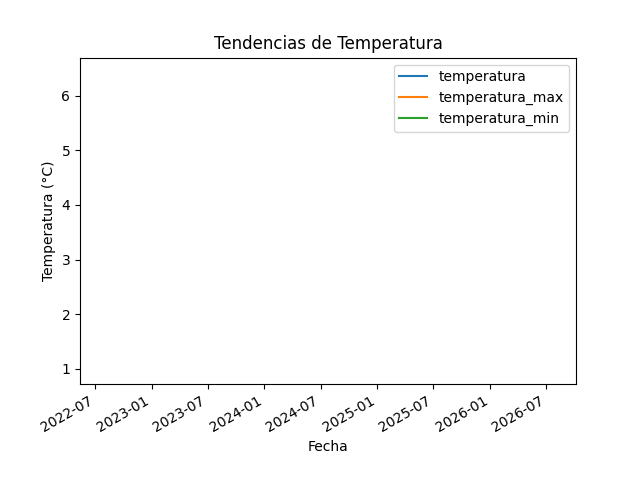 Tendencias de Temperatura
temperatura
temperatura_max
temperatura_min
Temperatura (°C)
6
5
4
3
2
1
2022-07
2023-01
2023-07
2024-01
2024-07
2025-01
2025-07
2026-01
2026-07
Fecha